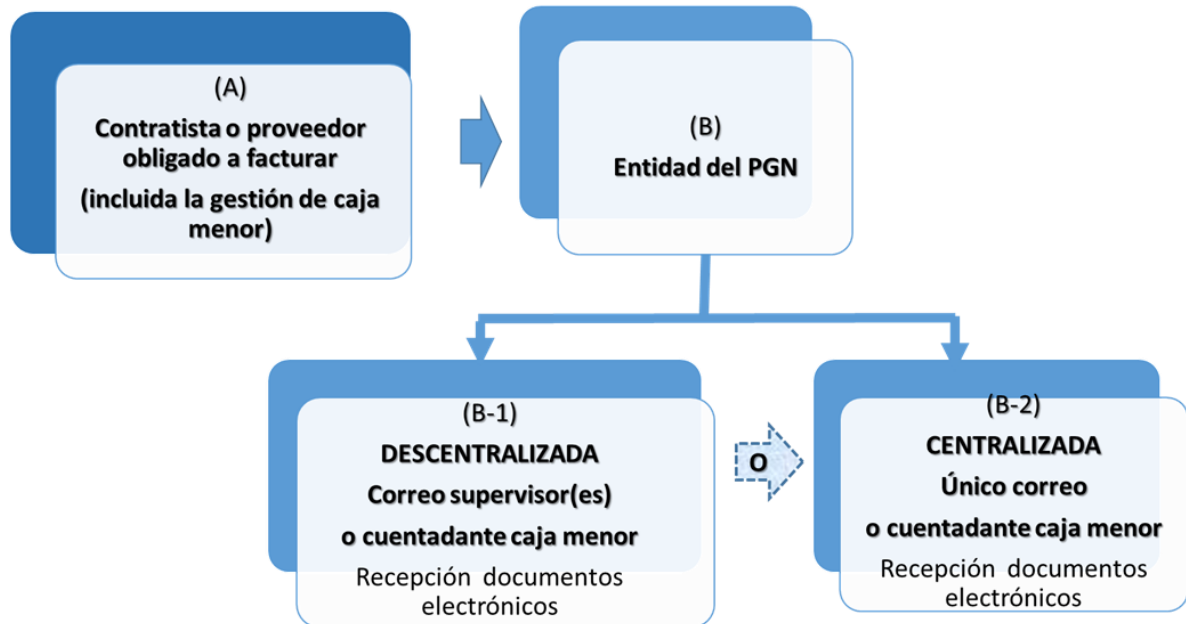 (A)
Contratista o proveedor
obligado a facturar
(incluida la gestión de caja
menor)
(B)
Entidad del PGN
(B-1)
DESCENTRALIZADA
Correo supervisor(es)
o cuentadante caja menor
Recepción documentos
electrónicos
O
(B-2)
CENTRALIZADA
Único correo
o cuentadante caja menor
Recepción documentos
electrónicos